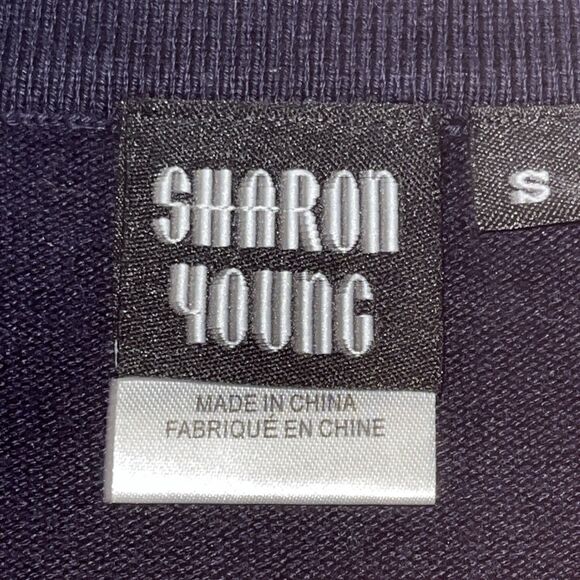 SHARON
YOUNG
S
MADE IN CHINA
FABRIQUÉ EN CHINE